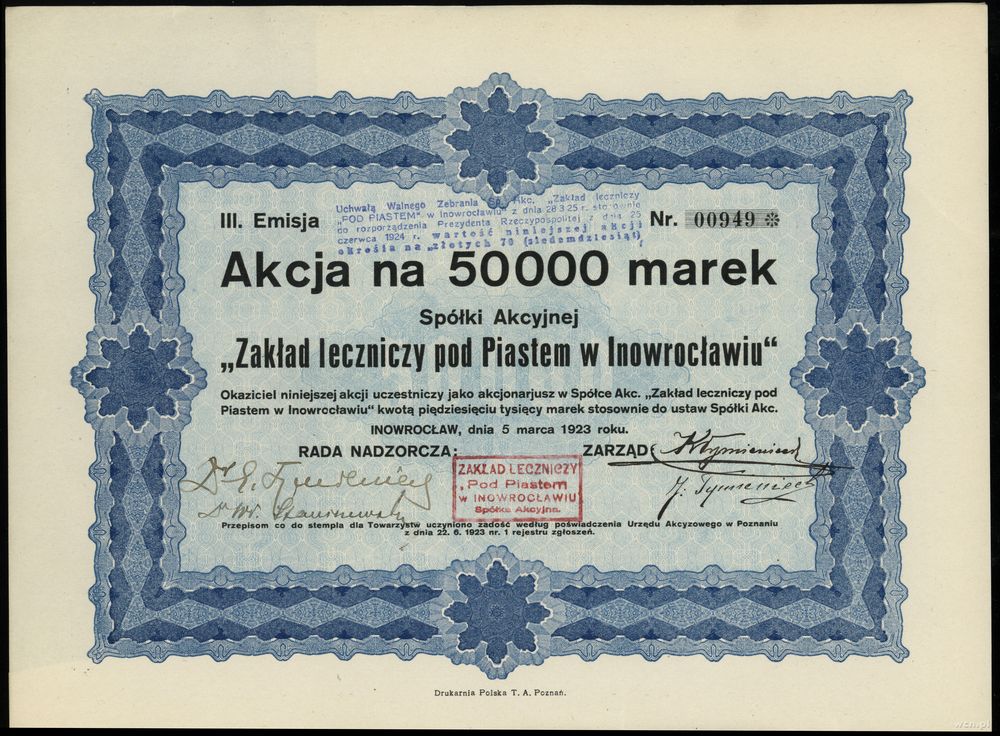 Uchwałą Walnego Zebrania Sp. Akc. „Zakład leczniczy
"POD PIASTEM" w Inowrocławiu" z dnia 28.3.25 r. stosownie
do rozporządzenia Prezydenta Rzeczypospolitej z dnia 25
czerwca 1924 r. wartość niniejszej akcji
określa na „złotych 70 (siedemdziesiąt)
III. Emisja
Nr. 00949 ❊
Akcja na 50000 marek
Spółki Akcyjnej
„Zakład leczniczy pod Piastem w Inowrocławiu“
Okaziciel niniejszej akcji uczestniczy jako akcjonarjusz w Spółce Akc. „Zakład leczniczy pod
Piastem w Inowrocławiu“ kwotą pięćdziesięciu tysięcy marek stosownie do ustaw Spółki Akc.
INOWROCŁAW, dnia 5 marca 1923 roku.
RADA NADZORCZA: ZARZĄD:
ZAKŁAD LECZNICZY
„Pod Piastem
w INOWROCŁAWIU
Spółka Akcyjna.
Przepisom co do stempla dla Towarzystw uczyniono zadość według poświadczenia Urzędu Akcyzowego w Poznaniu
z dnia 22. 6. 1923 nr. 1 rejestru zgłoszeń.
Drukarnia Polska T. A. Poznań.
wcn.pl